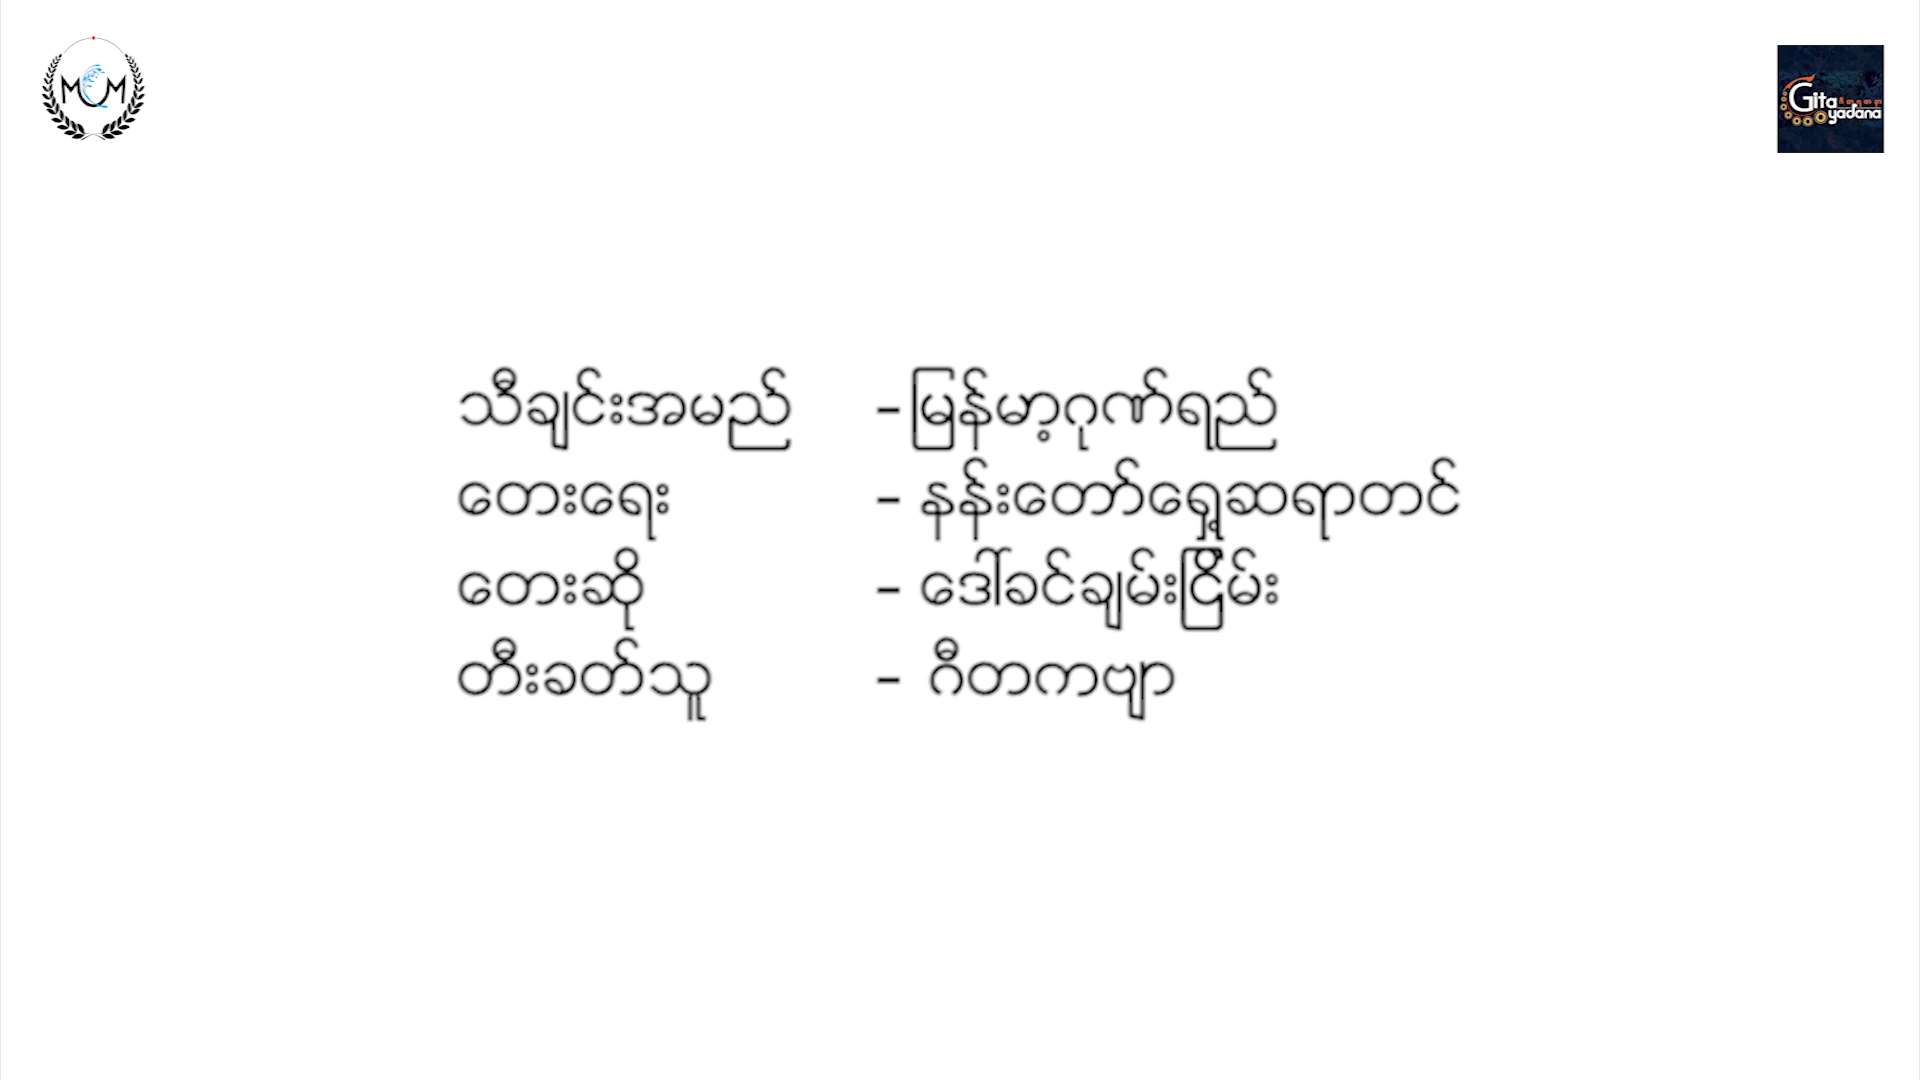 MUM
Gita
yadana
သီချင်းအမည် - မြန်မာ့ဂုဏ်ရည်
တေးရေး - နန်းတော်ရှေ့ဆရာတင်
တေးဆို - ဒေါ်ခင်ချမ်းငြိမ်း
တီးခတ်သူ - ဂီတကဗျာ